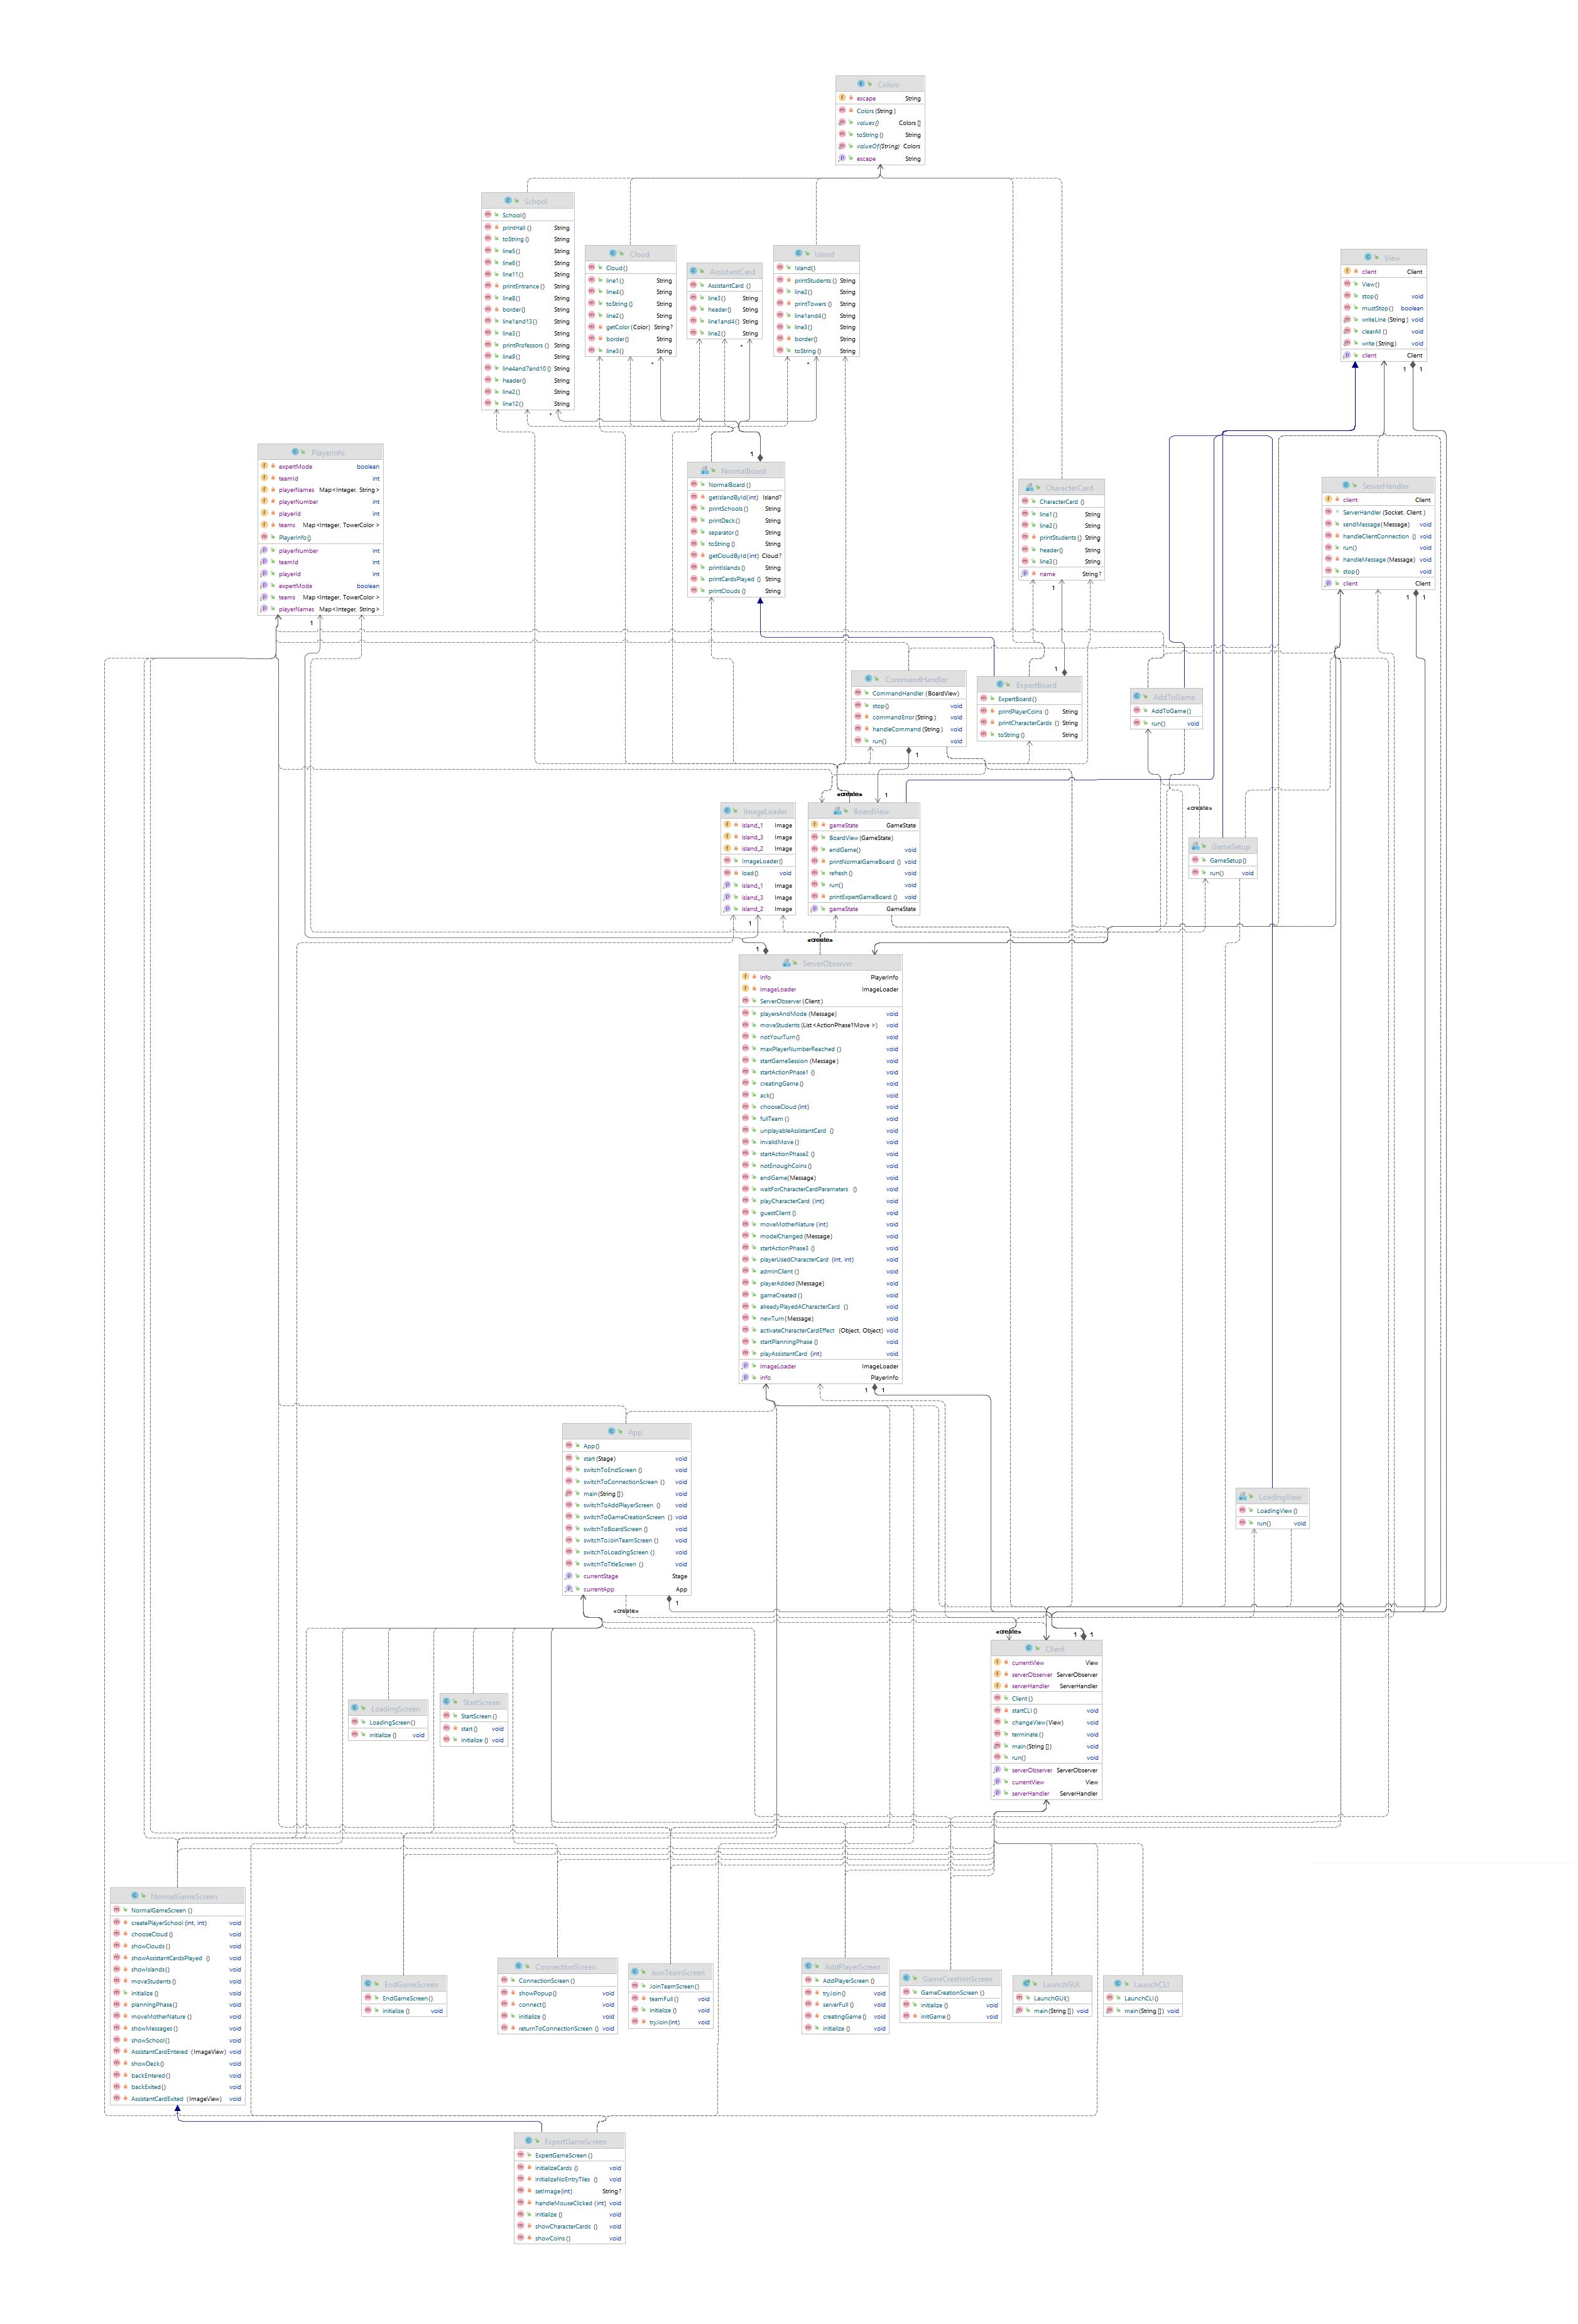 Colors
escape String
Colors (String)
values () Colors []
toString () String
valueOf(String) Colors
escape String
School
School()
printHall () String
toString () String
line5() String
line6() String
line11() String
printEntrance () String
line8() String
border() String
line1and13() String
line3() String
printProfessors () String
line9() String
line4and7and10 () String
header() String
line2() String
line12() String
Cloud
Cloud ()
line1() String
line4() String
toString () String
line2() String
getColor (Color) String?
border() String
line3() String
AssistantCard
AssistantCard ()
line3() String
header() String
line1and4() String
line2() String
Island
Island()
printStudents () String
line2() String
printTowers () String
line1and4() String
line3() String
border() String
toString () String
View
client Client
View()
stop() void
mustStop() boolean
writeLine (String) void
clearAll () void
write (String) void
client Client
1 1
* * * *
1
PlayerInfo
expertMode boolean
teamId int
playerNames Map<Integer, String>
playerNumber int
playerId int
teams Map <Integer, TowerColor >
PlayerInfo()
playerNumber int
teamId int
playerId int
expertMode boolean
teams Map <Integer, TowerColor >
playerNames Map<Integer, String>
1
NormalBoard
NormalBoard ()
getIslandById(int) Island?
printSchools () String
printDeck() String
separator () String
toString () String
getCloudById (int) Cloud?
printIslands () String
printCardsPlayed () String
printClouds () String
CharacterCard
CharacterCard ()
line1() String
line2() String
printStudents () String
header() String
line3() String
name String?
1
ServerHandler
client Client
ServerHandler (Socket, Client)
sendMessage (Message) void
handleClientConnection () void
run() void
handleMessage (Message) void
stop() void
client Client
1 1
CommandHandler
CommandHandler (BoardView)
stop() void
commandError (String) void
handleCommand (String) void
run() void
1
1
ExpertBoard
ExpertBoard ()
printPlayerCoins () String
printCharacterCards () String
toString () String
AddToGame
AddToGame ()
run() void
«create»
1
«create»
ImageLoader
island_1 Image
island_3 Image
island_2 Image
ImageLoader()
load() void
island_1 Image
island_3 Image
island_2 Image
1
BoardView
gameState GameState
BoardView (GameState)
endGame() void
printNormalGameBoard () void
refresh () void
run() void
printExpertGameBoard () void
gameState GameState
GameSetup
GameSetup()
run() void
«create»
1
ServerObserver
info PlayerInfo
imageLoader ImageLoader
ServerObserver (Client)
playersAndMode (Message) void
moveStudents (List <ActionPhase1Move >) void
notYourTurn() void
maxPlayerNumberReached () void
startGameSession (Message) void
startActionPhase1 () void
creatingGame () void
ack() void
chooseCloud (int) void
fullTeam () void
unplayableAssistantCard () void
invalidMove () void
startActionPhase2 () void
notEnoughCoins () void
endGame(Message) void
waitForCharacterCardParameters () void
playCharacterCard (int) void
guestClient () void
moveMotherNature (int) void
modelChanged (Message) void
startActionPhase3 () void
playerUsedCharacterCard (int, int) void
adminClient () void
playerAdded (Message) void
gameCreated () void
alreadyPlayedACharacterCard () void
newTurn (Message) void
activateCharacterCardEffect (Object, Object) void
startPlanningPhase () void
playAssistantCard (int) void
imageLoader ImageLoader
info PlayerInfo
1 1
App
App()
start (Stage) void
switchToEndScreen () void
switchToConnectionScreen () void
main (String []) void
switchToAddPlayerScreen () void
switchToGameCreationScreen () void
switchToBoardScreen () void
switchToJoinTeamScreen () void
switchToLoadingScreen () void
switchToTitleScreen () void
currentStage Stage
currentApp App
«create» 1
LoadingView
LoadingView ()
run() void
«create» 1 1
Client
currentView View
serverObserver ServerObserver
serverHandler ServerHandler
Client ()
startCLI () void
changeView (View) void
terminate () void
main (String []) void
run() void
serverObserver ServerObserver
currentView View
serverHandler ServerHandler
LoadingScreen
LoadingScreen ()
initialize () void
StartScreen
StartScreen ()
start () void
initialize () void
NormalGameScreen
NormalGameScreen ()
createPlayerSchool (int, int) void
chooseCloud () void
showClouds () void
showAssistantCardsPlayed () void
showIslands () void
moveStudents () void
initialize () void
planningPhase () void
moveMotherNature () void
showMessages () void
showSchool () void
AssistantCardEntered (ImageView) void
showDeck() void
backEntered () void
backExited () void
AssistantCardExited (ImageView) void
EndGameScreen
EndGameScreen ()
initialize () void
ConnectionScreen
ConnectionScreen ()
showPopup() void
connect() void
initialize () void
returnToConnectionScreen () void
JoinTeamScreen
JoinTeamScreen ()
teamFull () void
initialize () void
tryJoin(int) void
AddPlayerScreen
AddPlayerScreen ()
tryJoin() void
serverFull () void
creatingGame () void
initialize () void
GameCreationScreen
GameCreationScreen ()
initialize () void
initGame () void
LaunchGUI
LaunchGUI()
main (String []) void
LaunchCLI
LaunchCLI()
main (String []) void
ExpertGameScreen
ExpertGameScreen ()
initializeCards () void
initializeNoEntryTiles () void
setImage(int) String?
handleMouseClicked (int) void
initialize () void
showCharacterCards () void
showCoins () void